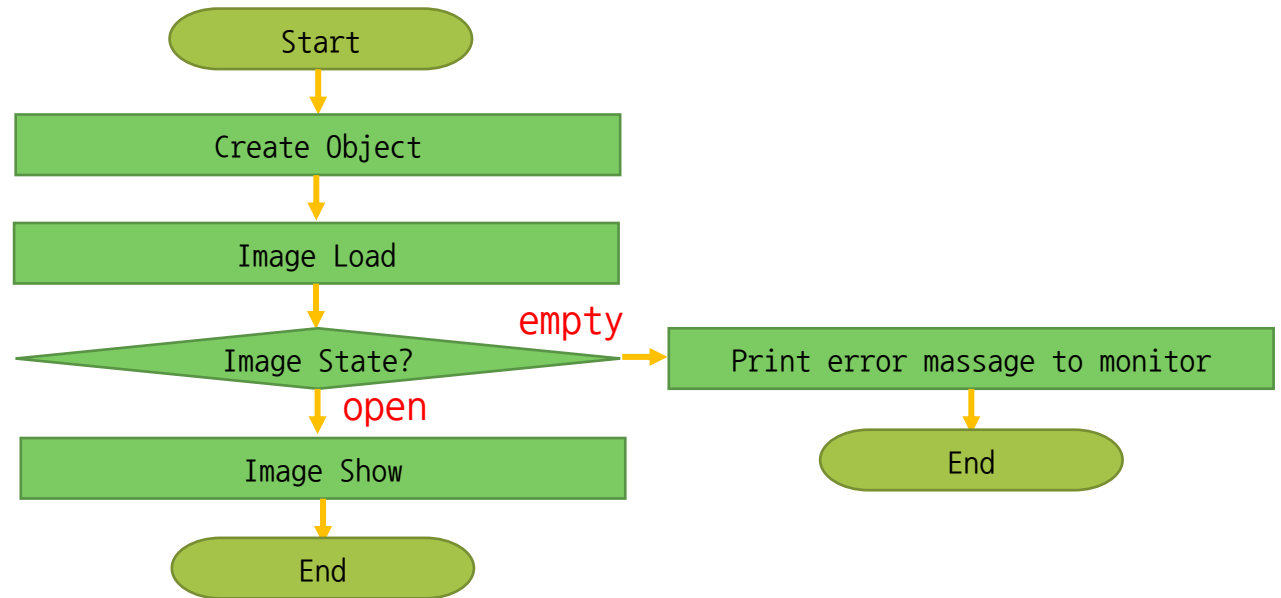 Start
Create Object
Image Load
empty
Image State?
Print error massage to monitor
open
Image Show
End
End